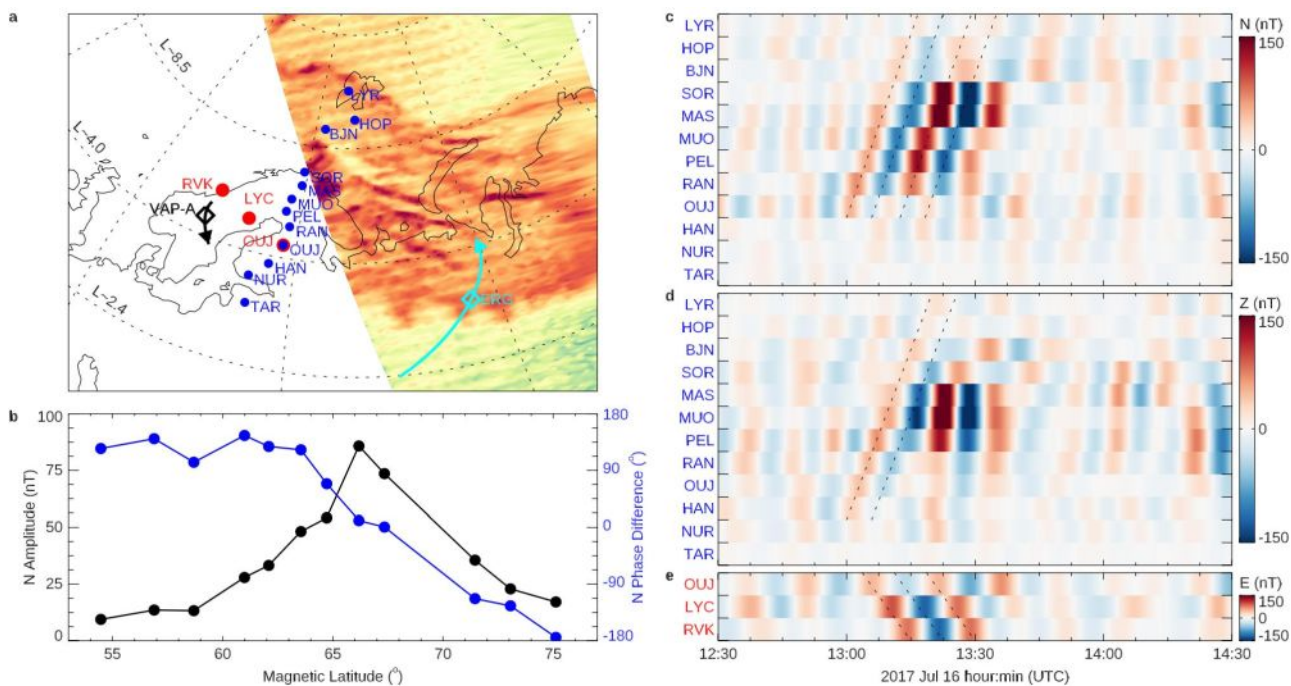 a
L~8.5
L~4.0
L~2.4
LYR
HOP
BJN
SOR
MAS
MUO
PEL
RAN
OUJ
OUJ
HAN
NUR
TAR
RVK
LYC
VAP-A
ERG
b
100
75
50
25
0
N Amplitude (nT)
180
90
0
-90
-180
N Phase Difference (°)
55 60 65 70 75
Magnetic Latitude (°)
c
LYR
HOP
BJN
SOR
MAS
MUO
PEL
RAN
OUJ
HAN
NUR
TAR
N (nT)
150
0
-150
d
LYR
HOP
BJN
SOR
MAS
MUO
PEL
RAN
OUJ
HAN
NUR
TAR
Z (nT)
150
0
-150
e
OUJ
LYC
RVK
E (nT)
150
0
-150
12:30 13:00 13:30 14:00 14:30
2017 Jul 16 hour:min (UTC)